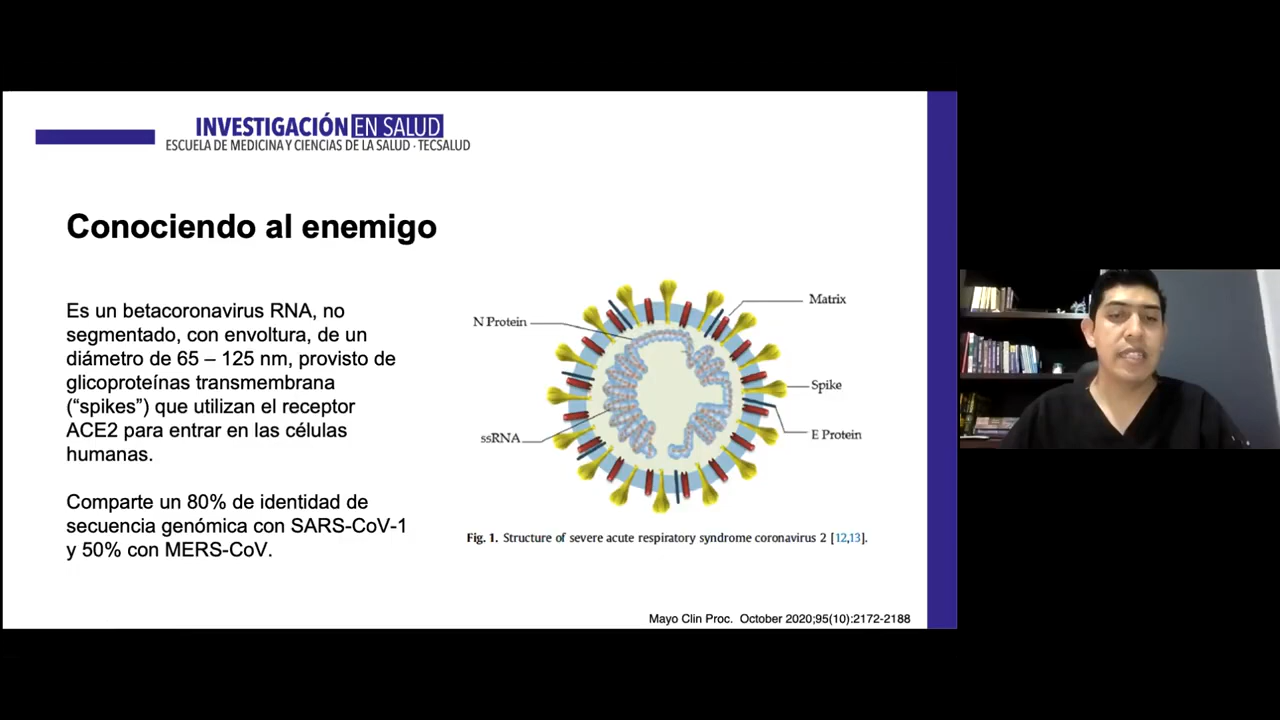 INVESTIGACIÓN EN SALUD
ESCUELA DE MEDICINA Y CIENCIAS DE LA SALUD · TECSALUD
Conociendo al enemigo
Es un betacoronavirus RNA, no
segmentado, con envoltura, de un
diámetro de 65 – 125 nm, provisto de
glicoproteínas transmembrana
(“spikes”) que utilizan el receptor
ACE2 para entrar en las células
humanas.
Comparte un 80% de identidad de
secuencia genómica con SARS-CoV-1
y 50% con MERS-CoV.
Matrix
N Protein
Spike
E Protein
ssRNA
Fig. 1. Structure of severe acute respiratory syndrome coronavirus 2 [12,13].
Mayo Clin Proc. October 2020;95(10):2172-2188